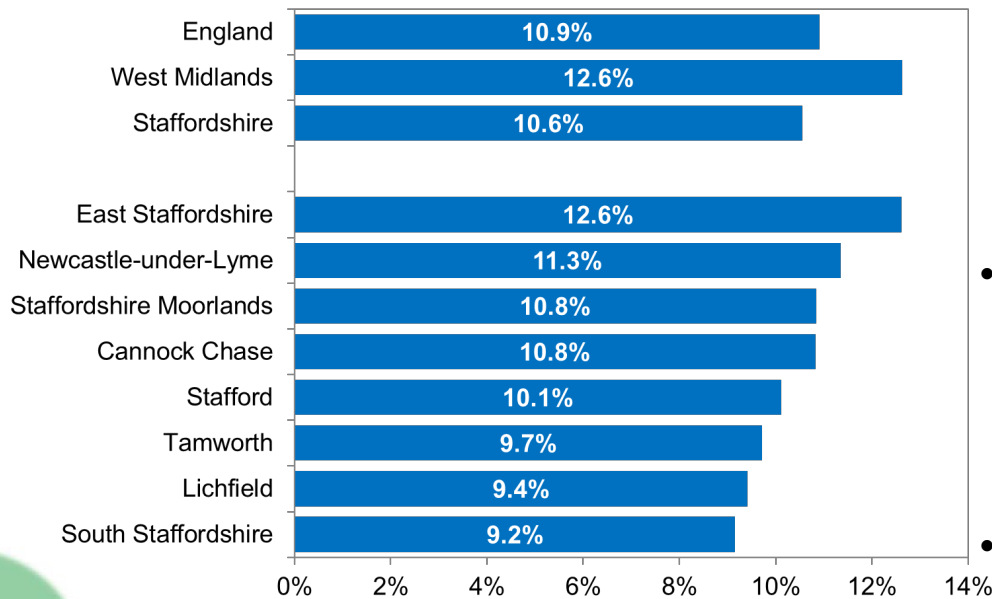 England 10.9%
West Midlands 12.6%
Staffordshire 10.6%
East Staffordshire 12.6%
Newcastle-under-Lyme 11.3%
•
Staffordshire Moorlands 10.8%
Cannock Chase 10.8%
Stafford 10.1%
Tamworth 9.7%
Lichfield 9.4%
South Staffordshire 9.2%
•
0% 2% 4% 6% 8% 10% 12% 14%